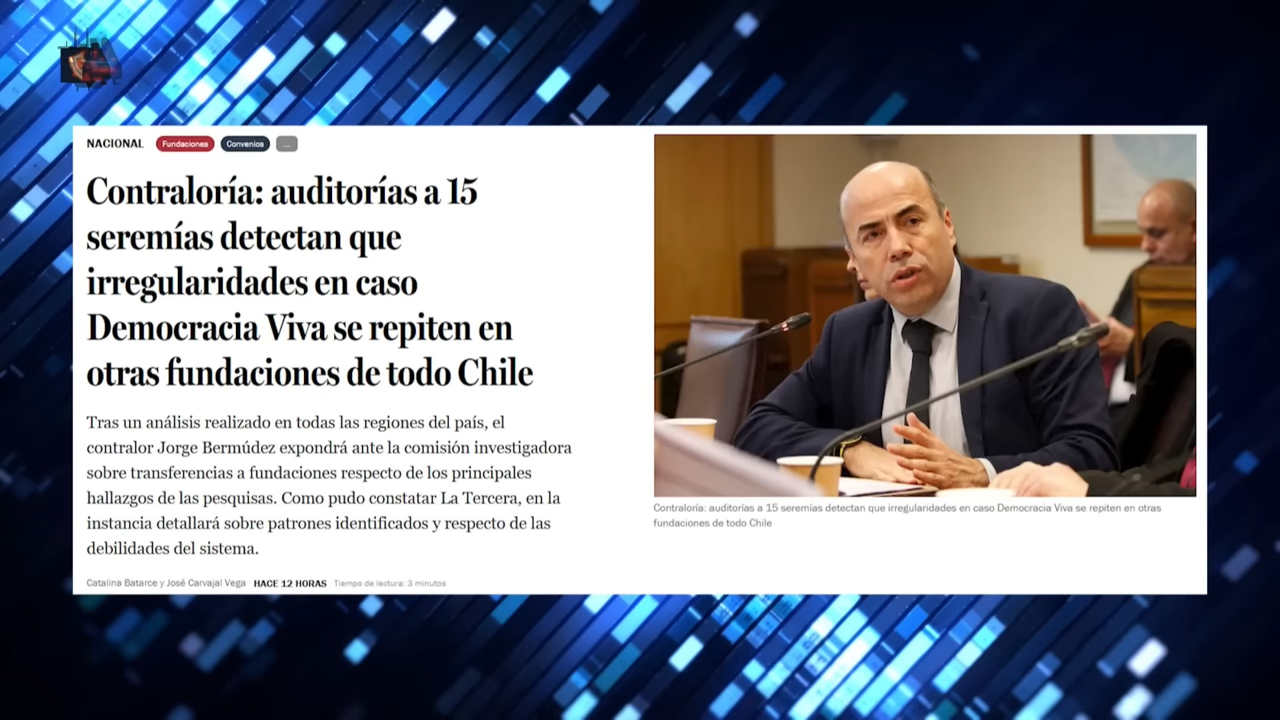 NACIONAL Fundaciones Convenios ...
Contraloría: auditorías a 15
seremías detectan que
irregularidades en caso
Democracia Viva se repiten en
otras fundaciones de todo Chile
Tras un análisis realizado en todas las regiones del país, el
contralor Jorge Bermúdez expondrá ante la comisión investigadora
sobre transferencias a fundaciones respecto de los principales
hallazgos de las pesquisas. Como pudo constatar La Tercera, en la
instancia detallará sobre patrones identificados y respecto de las
debilidades del sistema.
Catalina Batarce y José Carvajal Vega HACE 12 HORAS Tiempo de lectura: 3 minutos
Contraloría: auditorías a 15 seremías detectan que irregularidades en caso Democracia Viva se repiten en otras
fundaciones de todo Chile